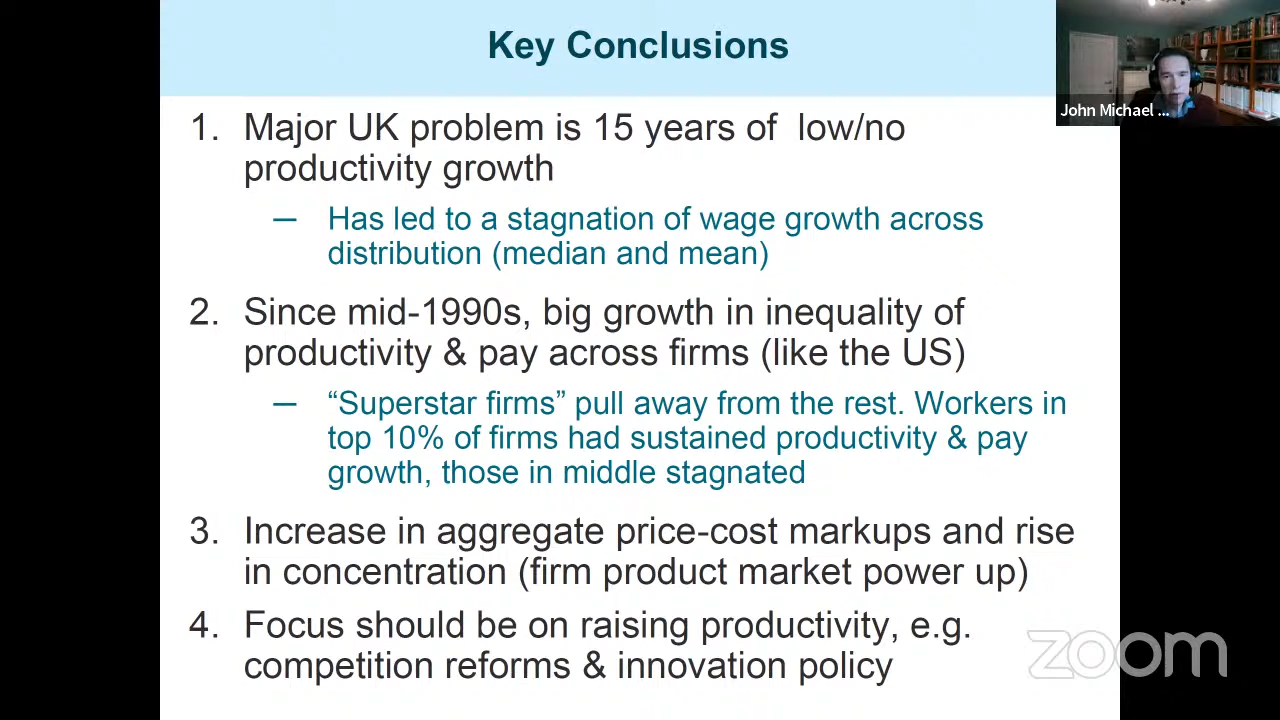 Key Conclusions
John Michael ...
1. Major UK problem is 15 years of low/no
productivity growth
— Has led to a stagnation of wage growth across
distribution (median and mean)
2. Since mid-1990s, big growth in inequality of
productivity & pay across firms (like the US)
— “Superstar firms” pull away from the rest. Workers in
top 10% of firms had sustained productivity & pay
growth, those in middle stagnated
3. Increase in aggregate price-cost markups and rise
in concentration (firm product market power up)
4. Focus should be on raising productivity, e.g.
competition reforms & innovation policy
zoom